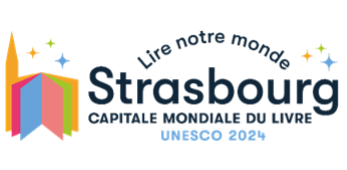 Lire notre monde
Strasbourg
CAPITALE MONDIALE DU LIVRE
UNESCO 2024